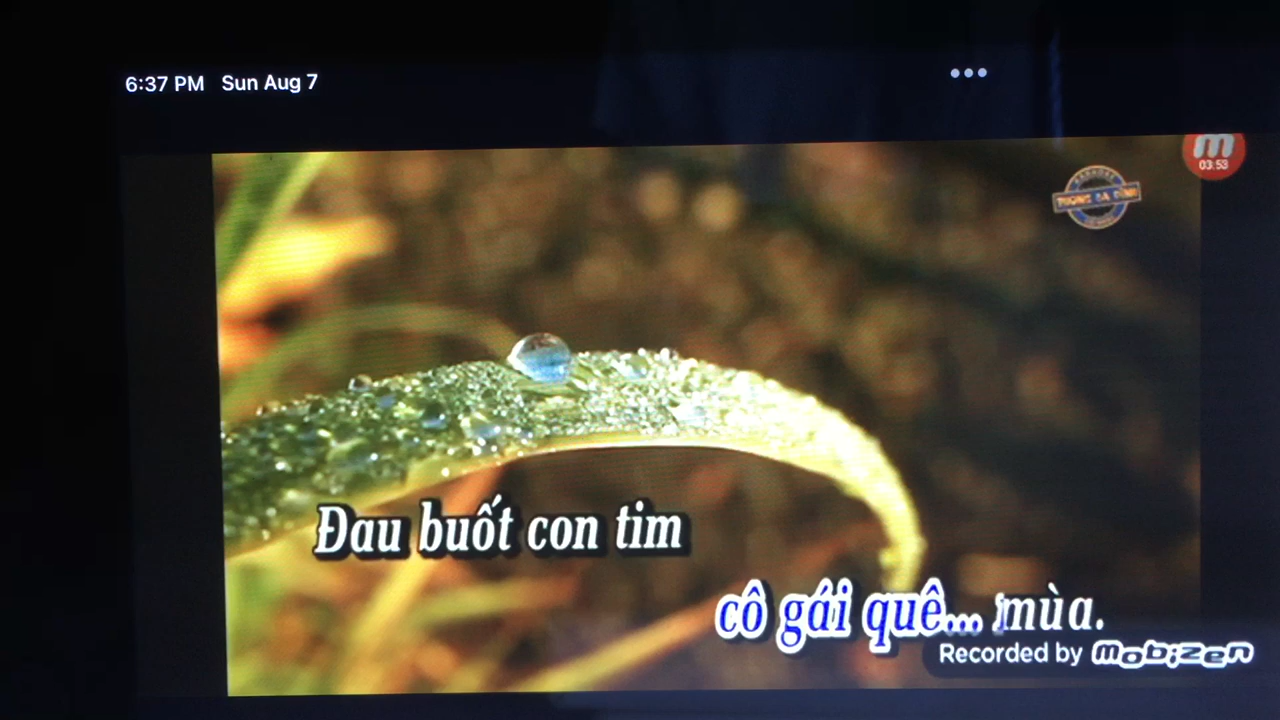 6:37 PM Sun Aug 7
03:53
KARAOKE
Đau buốt con tim
cô gái quê... mùa.
Recorded by mobizen